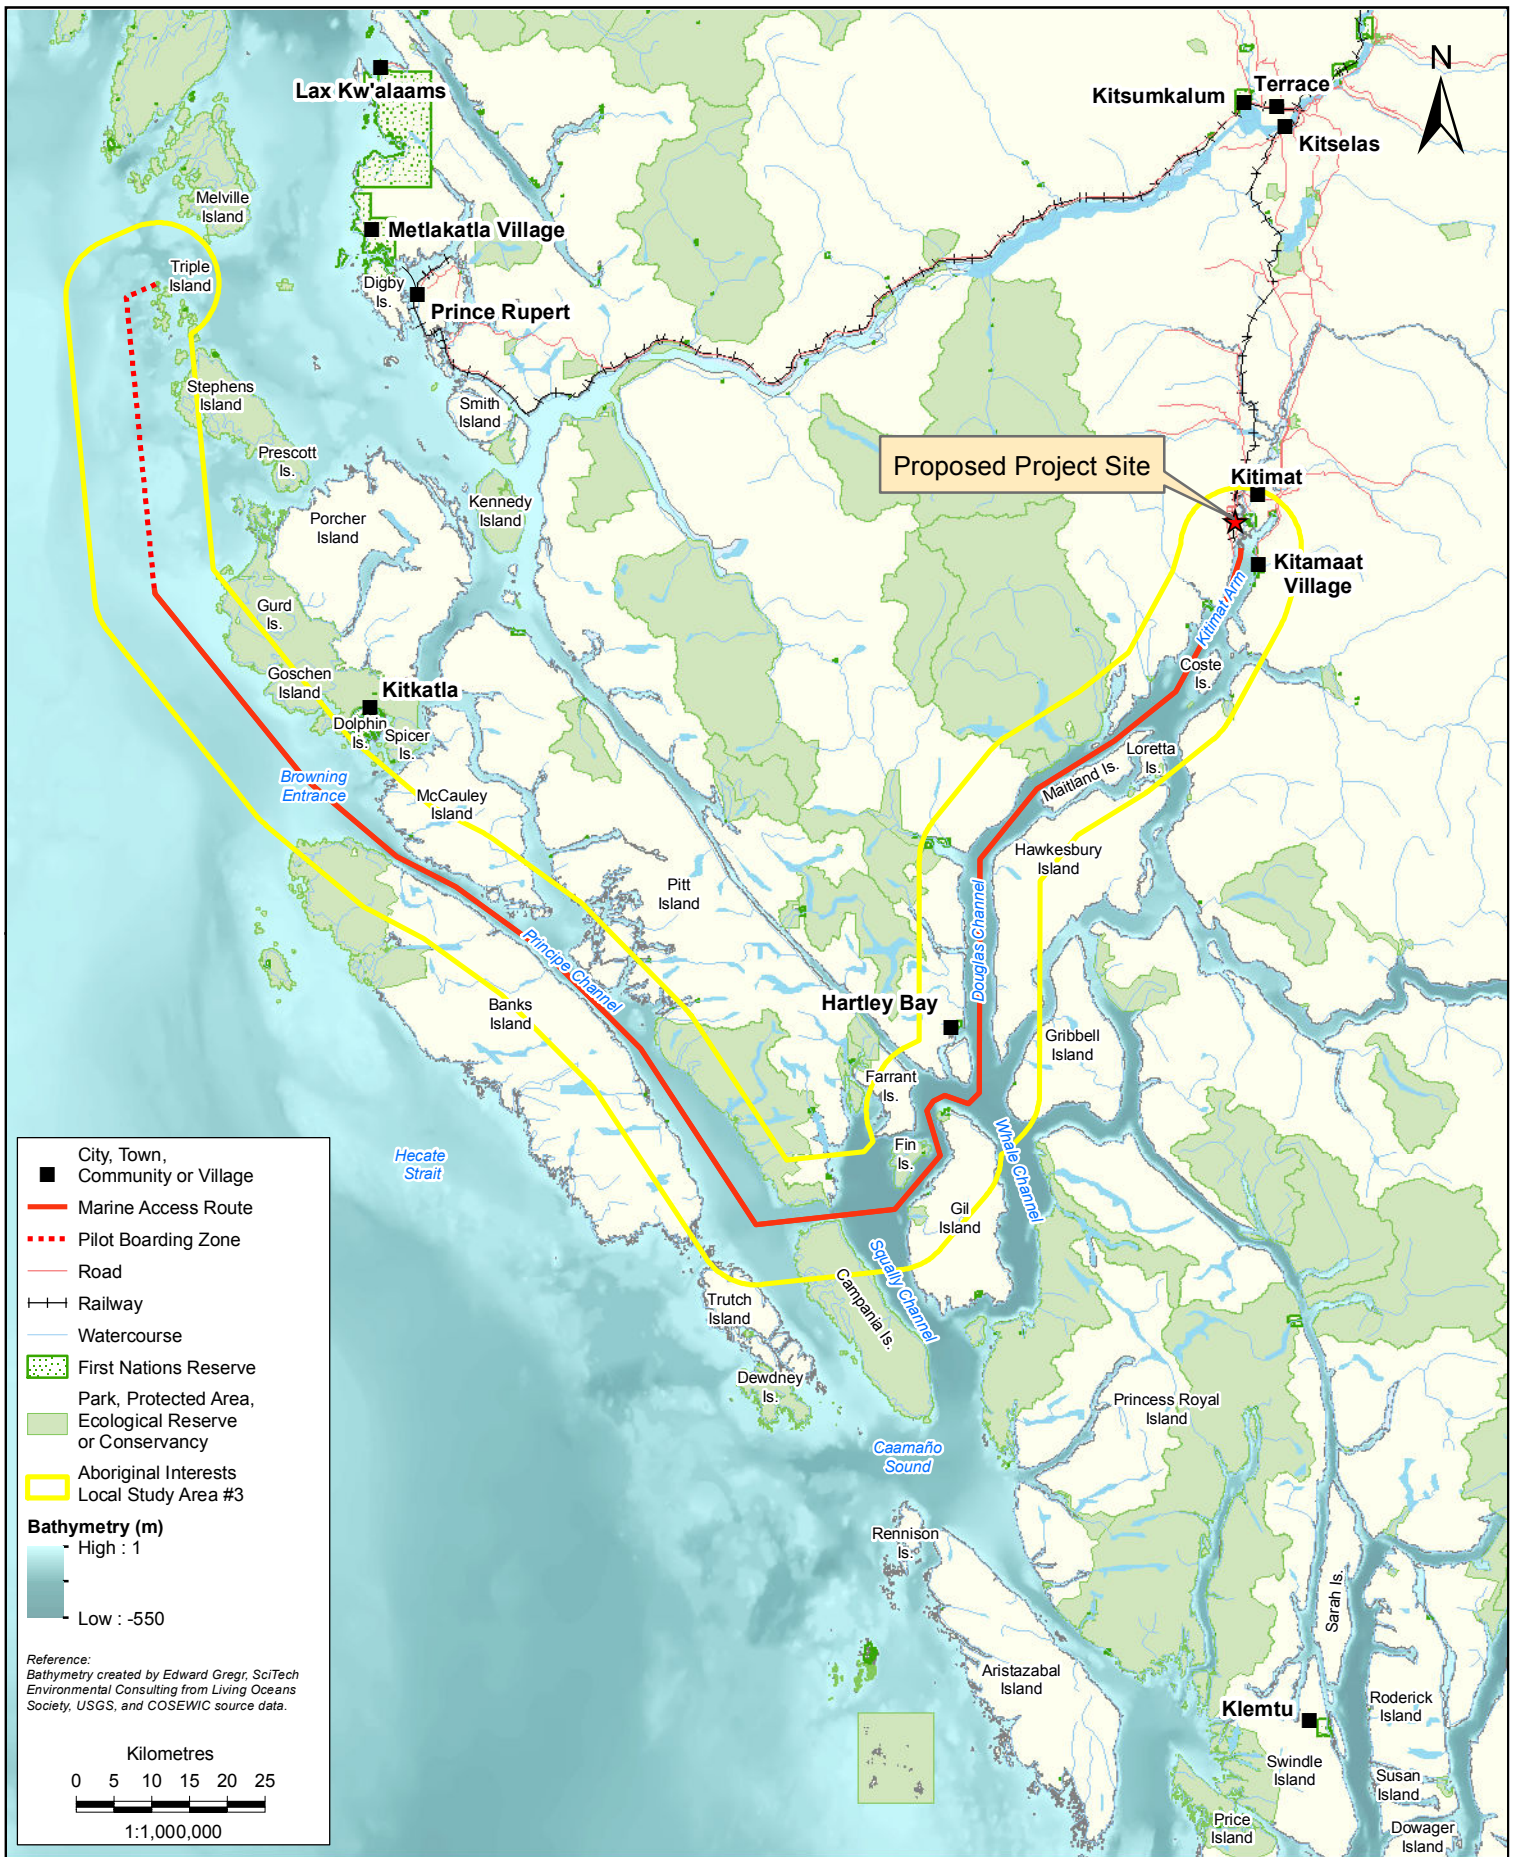 N
Lax Kw'alaams
Kitsumkalum
Terrace
Kitselas
Melville
Island
Metlakatla Village
Triple
Island
Digby
Is.
Prince Rupert
Stephens
Island
Smith
Island
Prescott
Is.
Proposed Project Site
Kitimat
Kennedy
Island
Porcher
Island
Kitamaat
Village
Kitimat Arm
Gurd
Is.
Goschen
Island
Kitkatla
Coste
Is.
Dolphin
Is.
Spicer
Is.
Loretta
Is.
Browning
Entrance
Maitland Is.
McCauley
Island
Hawkesbury
Island
Pitt
Island
Principe Channel
Douglas Channel
Banks
Island
Hartley Bay
Gribbell
Island
Farrant
Is.
Hecate
Strait
Fin
Is.
Whale Channel
Gil
Island
Squally Channel
Campania Is.
Trutch
Island
Dewdney
Is.
Princess Royal
Island
Caamaño
Sound
Rennison
Is.
Sarah Is.
Aristazabal
Island
Klemtu
Roderick
Island
Swindle
Island
Susan
Island
Price
Island
Dowager
Island
City, Town,
Community or Village
Marine Access Route
Pilot Boarding Zone
Road
Railway
Watercourse
First Nations Reserve
Park, Protected Area,
Ecological Reserve
or Conservancy
Aboriginal Interests
Local Study Area #3
Bathymetry (m)
High : 1
Low : -550
Reference:
Bathymetry created by Edward Gregr, SciTech
Environmental Consulting from Living Oceans
Society, USGS, and COSEWIC source data.
Kilometres
0 5 10 15 20 25
1:1,000,000